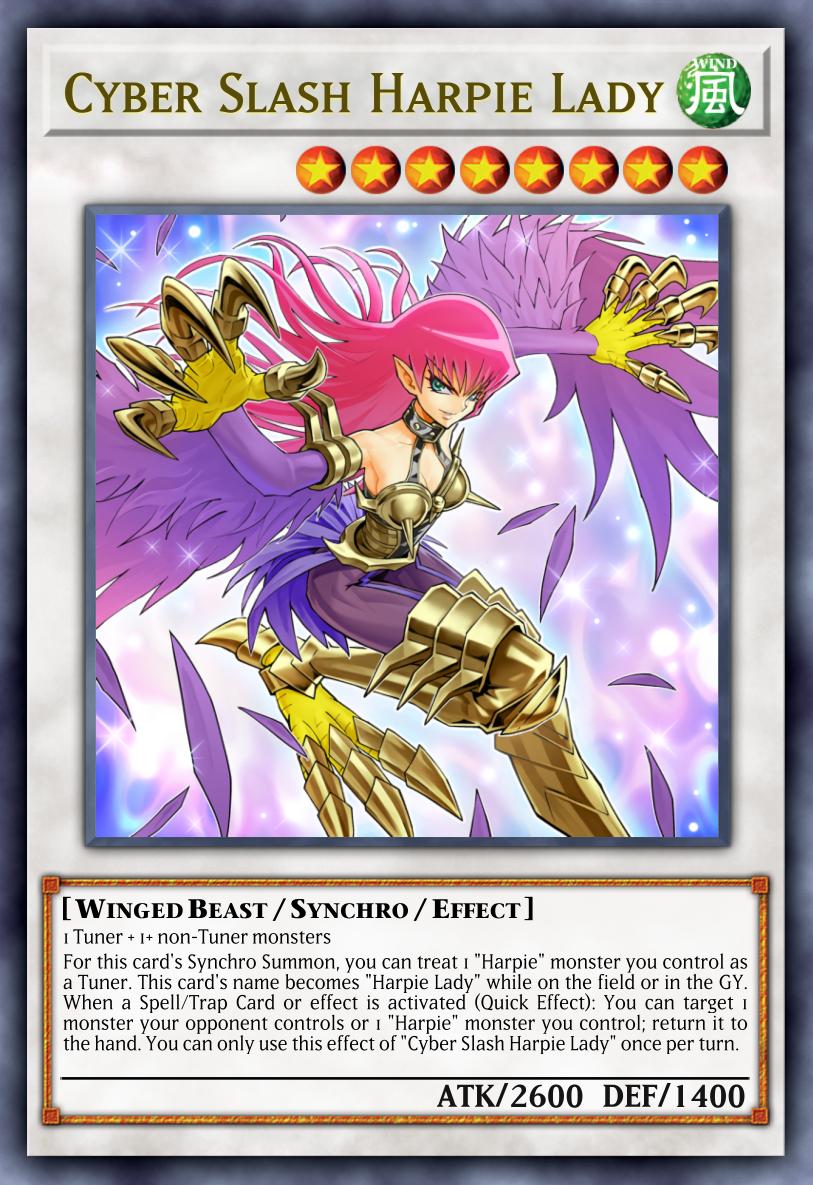 Cyber Slash Harpie Lady
WIND
風
[Winged Beast / Synchro / Effect]
1 Tuner + 1+ non-Tuner monsters
For this card's Synchro Summon, you can treat 1 "Harpie" monster you control as
a Tuner. This card's name becomes "Harpie Lady" while on the field or in the GY.
When a Spell/Trap Card or effect is activated (Quick Effect): You can target 1
monster your opponent controls or 1 "Harpie" monster you control; return it to
the hand. You can only use this effect of "Cyber Slash Harpie Lady" once per turn.
ATK/2600 DEF/1400